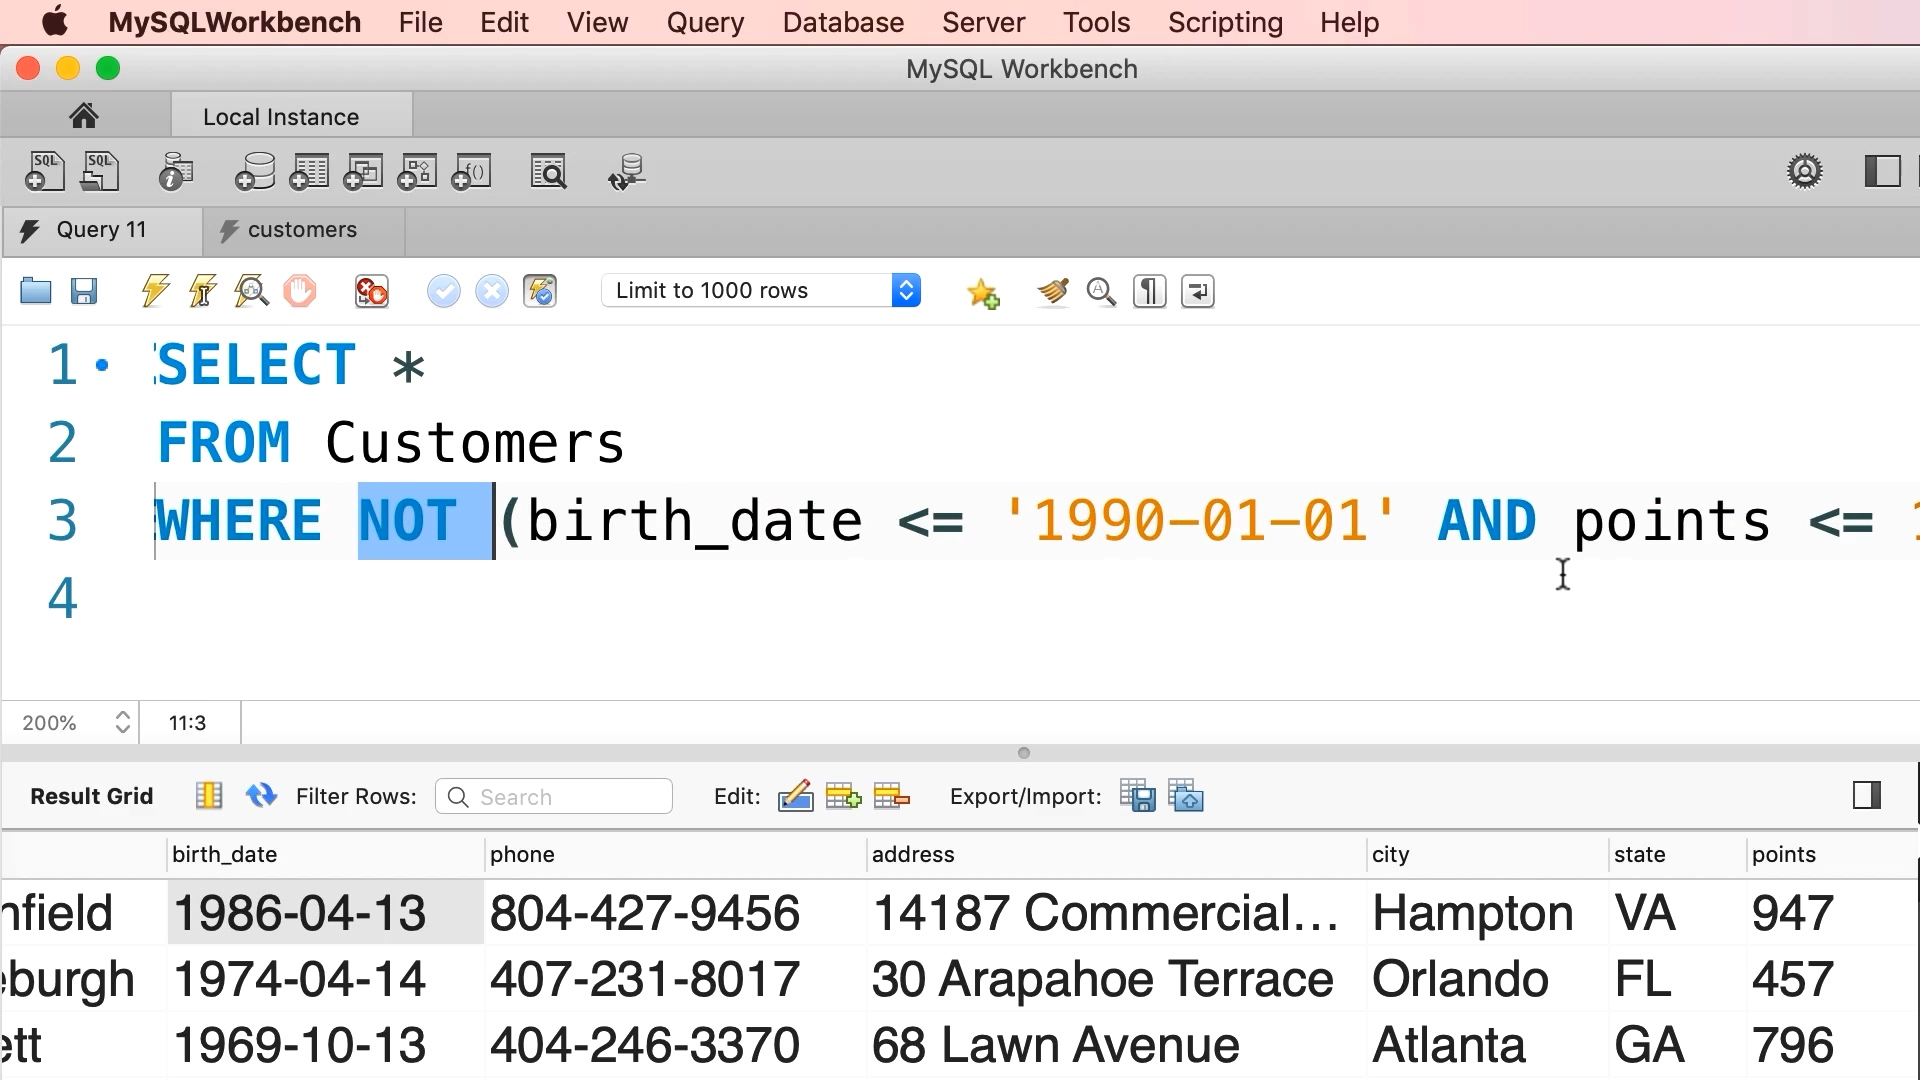 MySQLWorkbench File Edit View Query Database Server Tools Scripting Help
MySQL Workbench
Local Instance
SQL SQL
Query 11 customers
Limit to 1000 rows
1 SELECT *
2 FROM Customers
3 WHERE NOT (birth_date <= '1990-01-01' AND points <=
4
200% 11:3
Result Grid Filter Rows: Search Edit: Export/Import:
birth_date phone address city state points
nfield 1986-04-13 804-427-9456 14187 Commercial... Hampton VA 947
eburgh 1974-04-14 407-231-8017 30 Arapahoe Terrace Orlando FL 457
ett 1969-10-13 404-246-3370 68 Lawn Avenue Atlanta GA 796